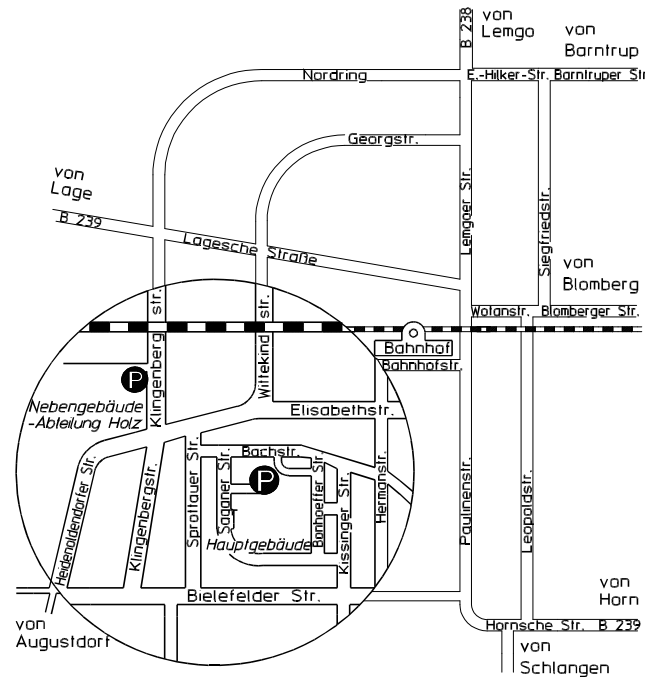 von
Lemgo
B 238
von
Barntrup
Nordring
E.-Hilker-Str.
Barntruper Str
Georgstr.
Lemgoer Str.
Siegfriedstr.
von
Lage
B 239
Lagesche Straße
von
Blomberg
Wotanstr.
Blomberger Str.
Klingenberg str.
Wittekind str.
Bahnhof
Bahnhofstr.
P
Nebengebäude
-Abteilung Holz
Elisabethstr.
Heidenoldendorfer Str.
Klingenbergstr.
Sprottauer Str.
Saganer Str.
Bachstr.
P
Bonhoeffer Str.
Kissinger Str.
Hermanstr.
Paulinenstr.
Leopoldstr.
Hauptgebäude
Bielefelder Str.
von
Augustdorf
von
Horn
Hornsche Str. B 239
von
Schlangen